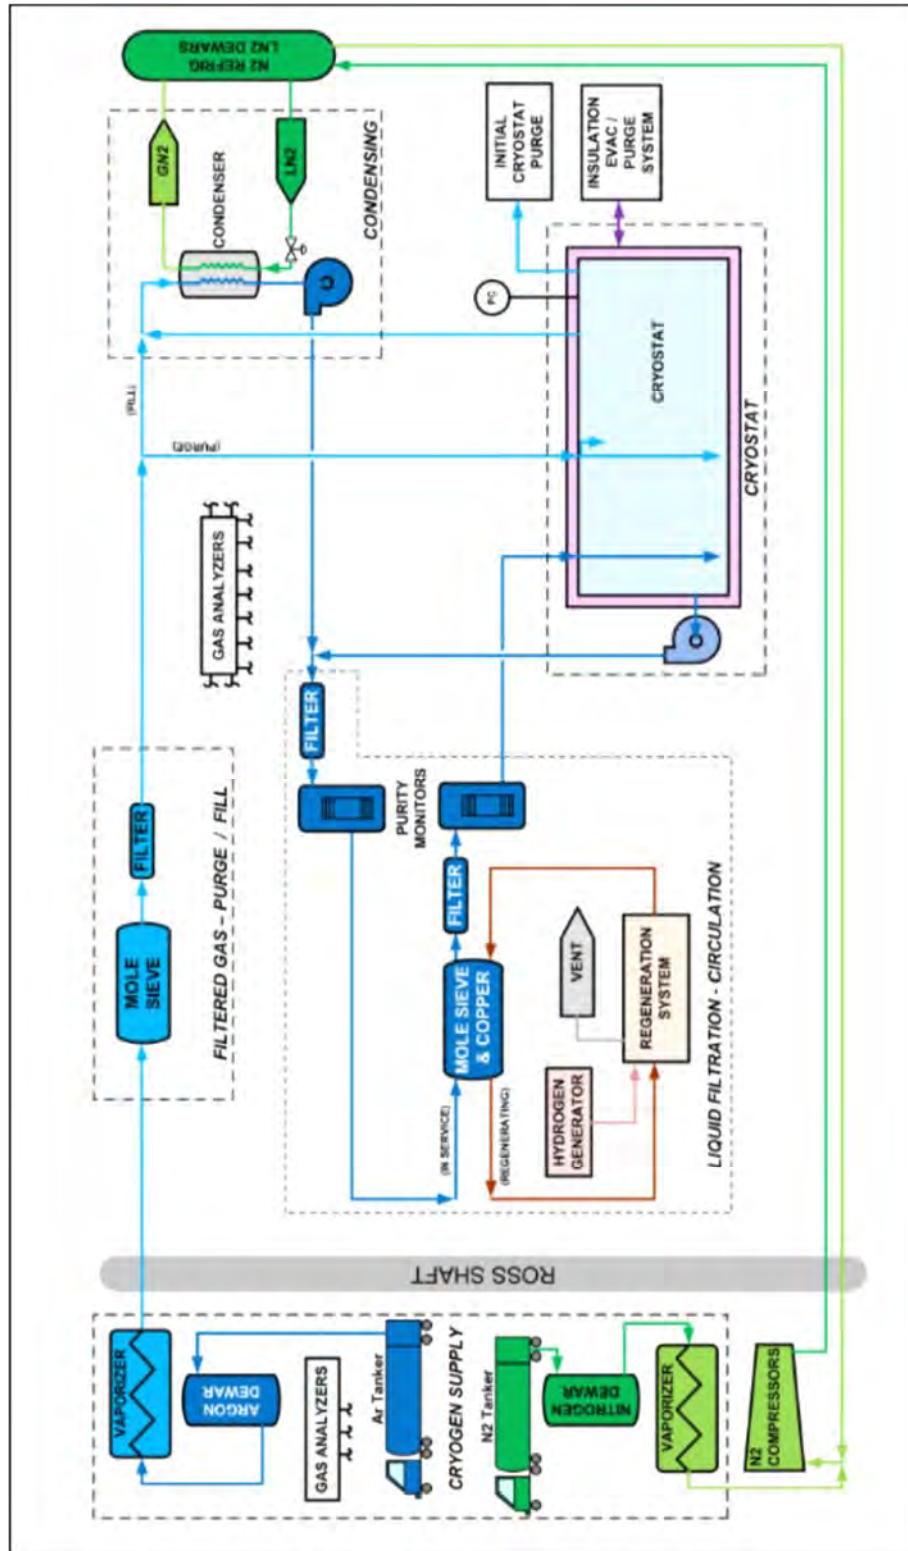 N2 REFRIG
LN2 DEWARS
GN2
LN2
CONDENSER
CONDENSING
INITIAL
CRYOSTAT
PURGE
INSULATION
EVAC /
PURGE
SYSTEM
PC
CRYOSTAT
CRYOSTAT
(FILL)
(PURGE)
GAS ANALYZERS
FILTER
MOLE
SIEVE
FILTERED GAS - PURGE / FILL
FILTER
PURITY
MONITORS
FILTER
MOLE SIEVE
& COPPER
(IN SERVICE)
(REGENERATING)
VENT
HYDROGEN
GENERATOR
REGENERATION
SYSTEM
LIQUID FILTRATION - CIRCULATION
ROSS SHAFT
VAPORIZER
ARGON
DEWAR
GAS ANALYZERS
Ar Tanker
CRYOGEN SUPPLY
N2 Tanker
NITROGEN
DEWAR
VAPORIZER
N2
COMPRESSORS